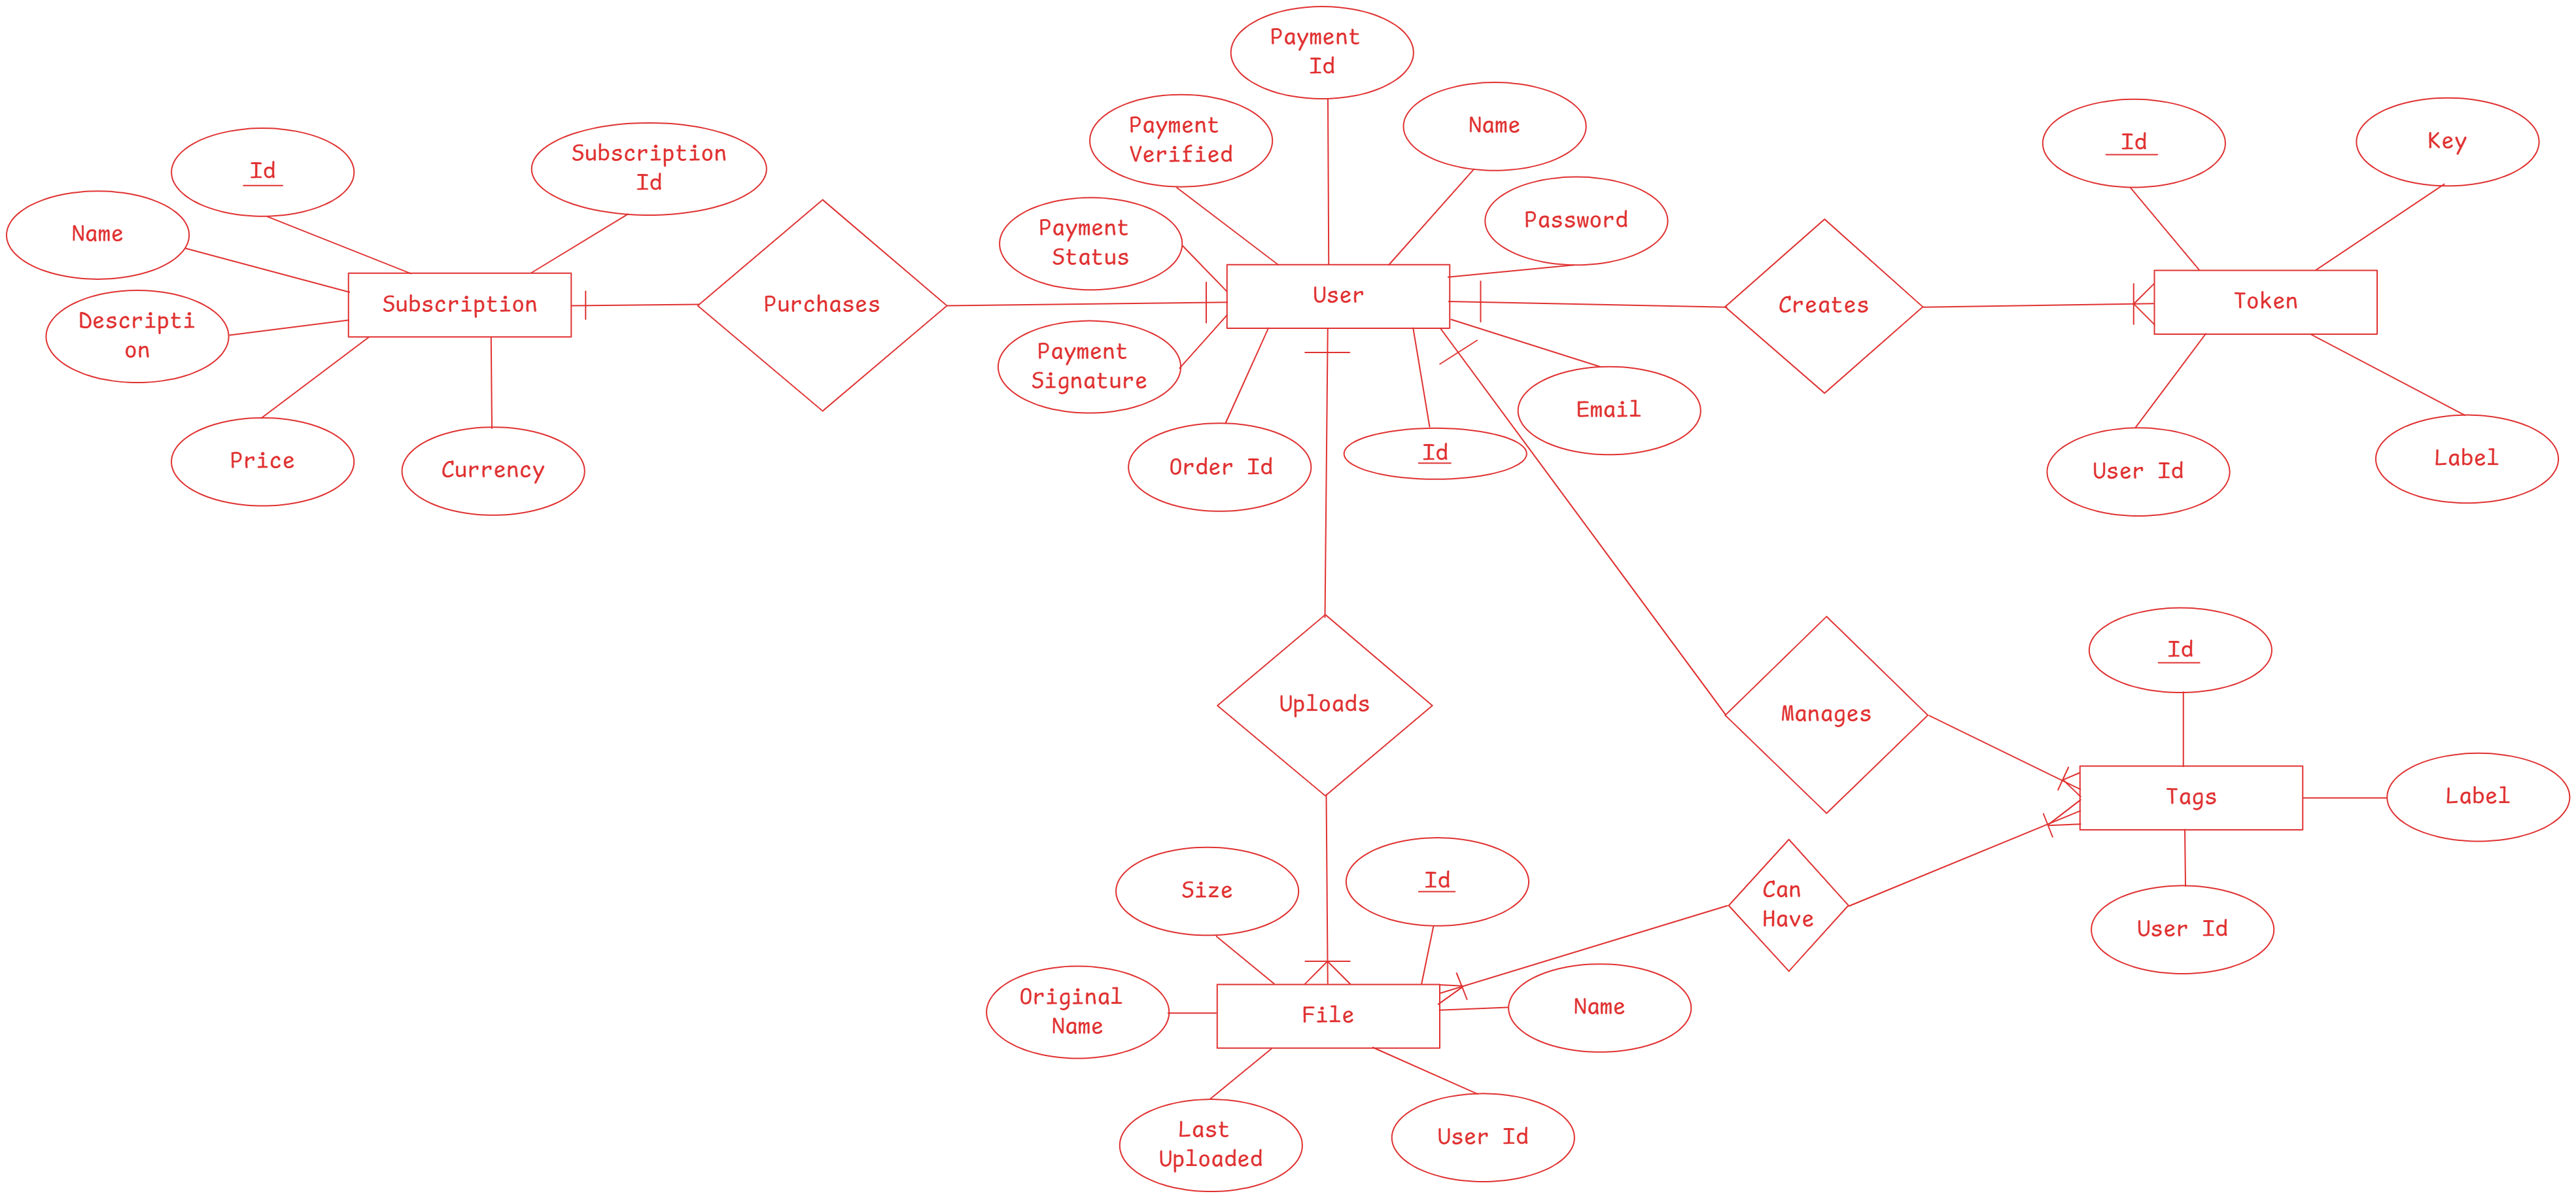 Payment
Id
Payment
Verified
Name
Id
Key
Subscription
Id
Id
Name
Payment
Status
Password
Subscription
Purchases
User
Creates
Token
Descripti
on
Payment
Signature
Email
Price
Currency
Order Id
Id
User Id
Label
Id
Uploads
Manages
Tags
Label
Size
Id
Can
Have
User Id
Original
Name
File
Name
Last
Uploaded
User Id